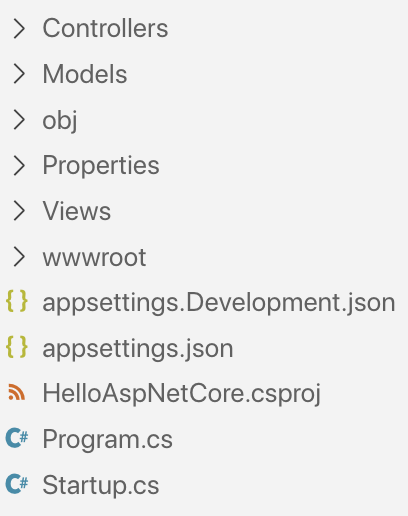 Controllers
Models
obj
Properties
Views
wwwroot
{} appsettings.Development.json
{} appsettings.json
HelloAspNetCore.csproj
C# Program.cs
C# Startup.cs